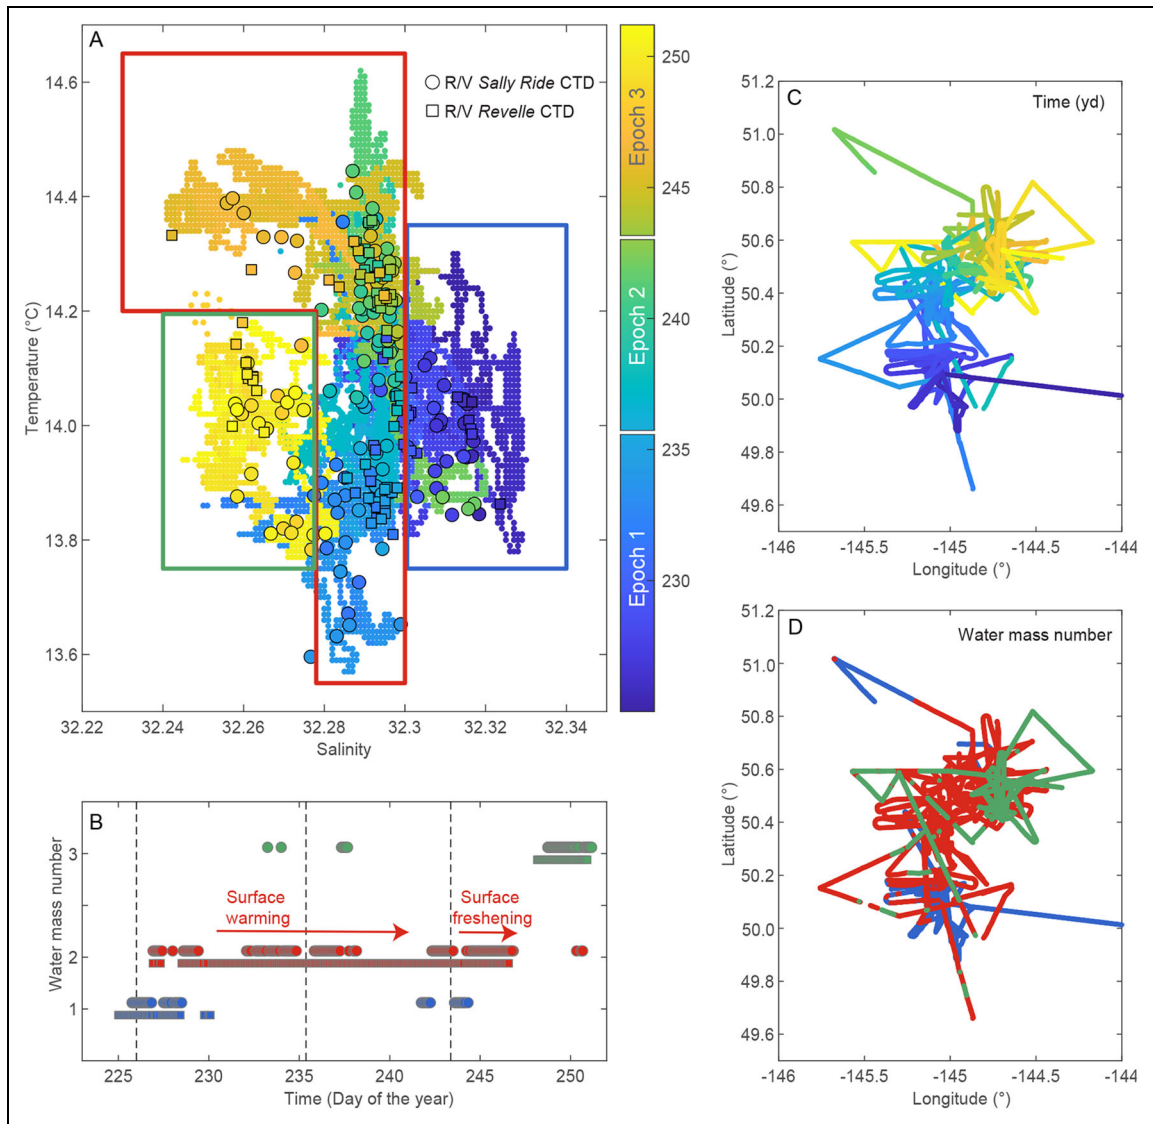 A
R/V Sally Ride CTD
R/V Revelle CTD
14.6
14.4
14.2
14.0
13.8
13.6
Temperature (°C)
32.22
32.24
32.26
32.28
32.3
32.32
32.34
Salinity
Epoch 3
Epoch 2
Epoch 1
250
245
240
235
230
C
Time (yd)
51.2
51.0
50.8
50.6
50.4
50.2
50.0
49.8
49.6
Latitude (°)
-146
-145.5
-145
-144.5
-144
Longitude (°)
B
3
2
1
Water mass number
Surface
warming
Surface
freshening
225
230
235
240
245
250
Time (Day of the year)
D
Water mass number
51.2
51.0
50.8
50.6
50.4
50.2
50.0
49.8
49.6
Latitude (°)
-146
-145.5
-145
-144.5
-144
Longitude (°)